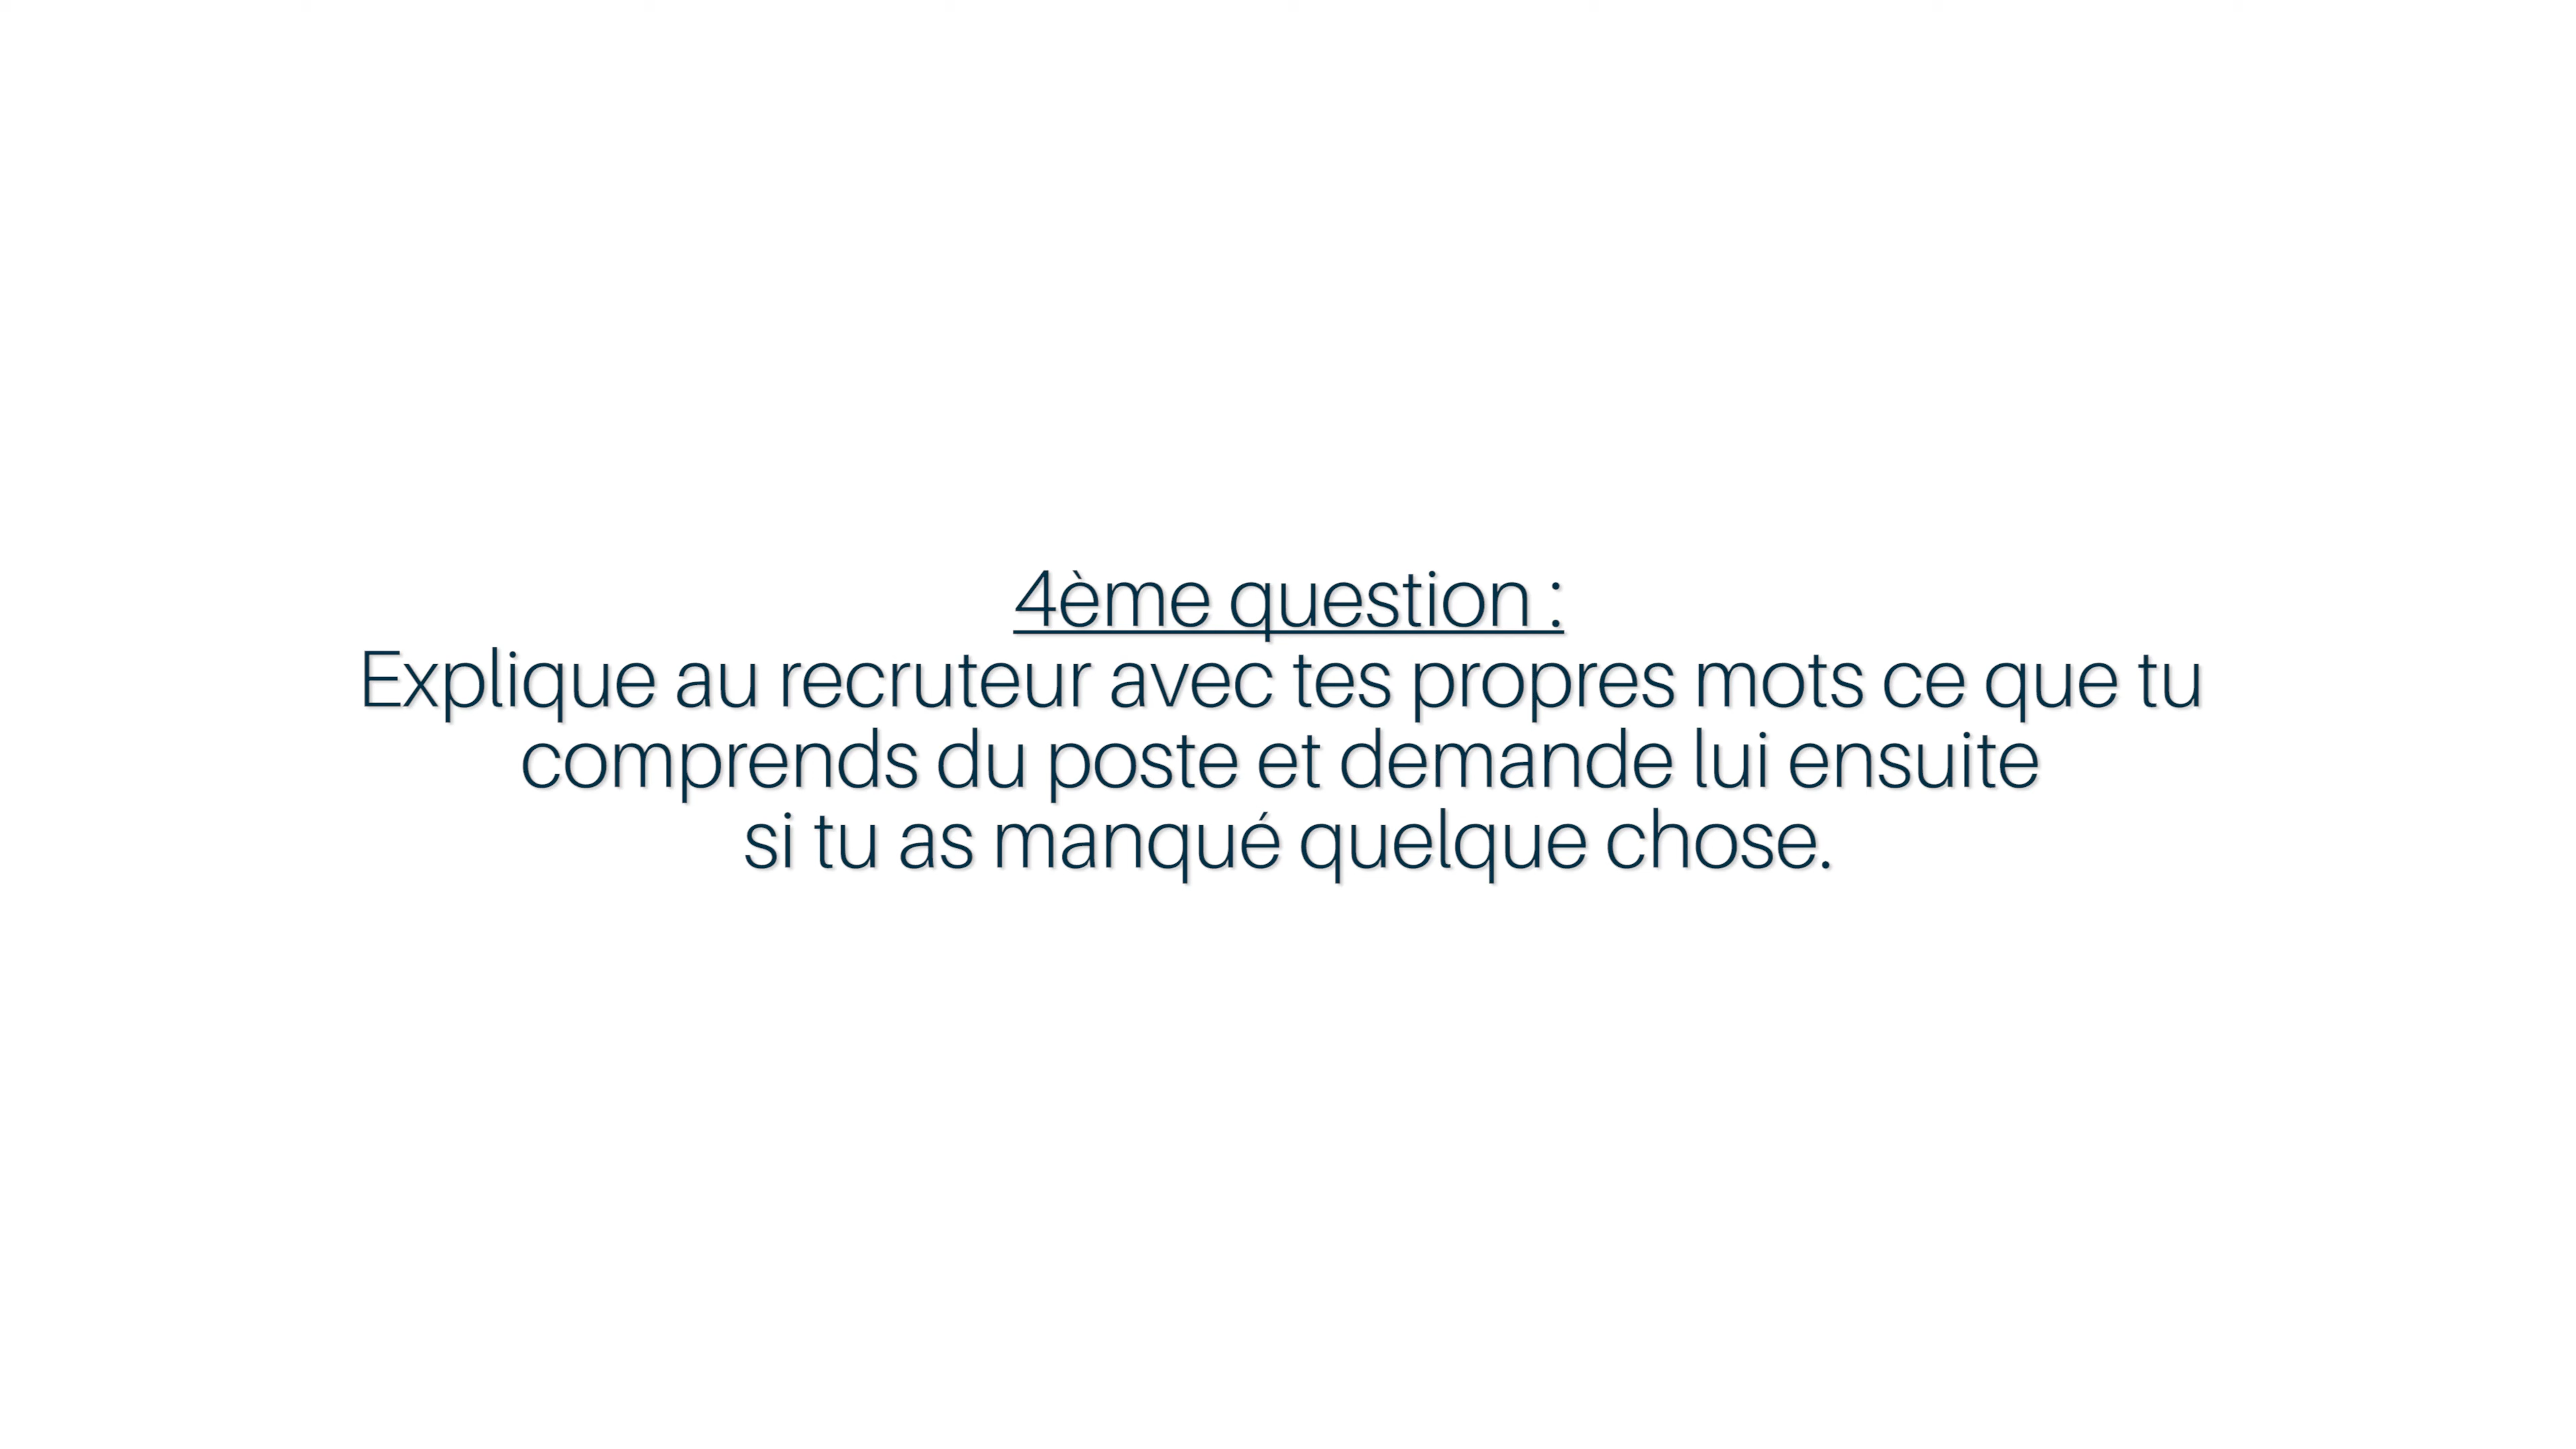 4ème question :
Explique au recruteur avec tes propres mots ce que tu
comprends du poste et demande lui ensuite
si tu as manqué quelque chose.